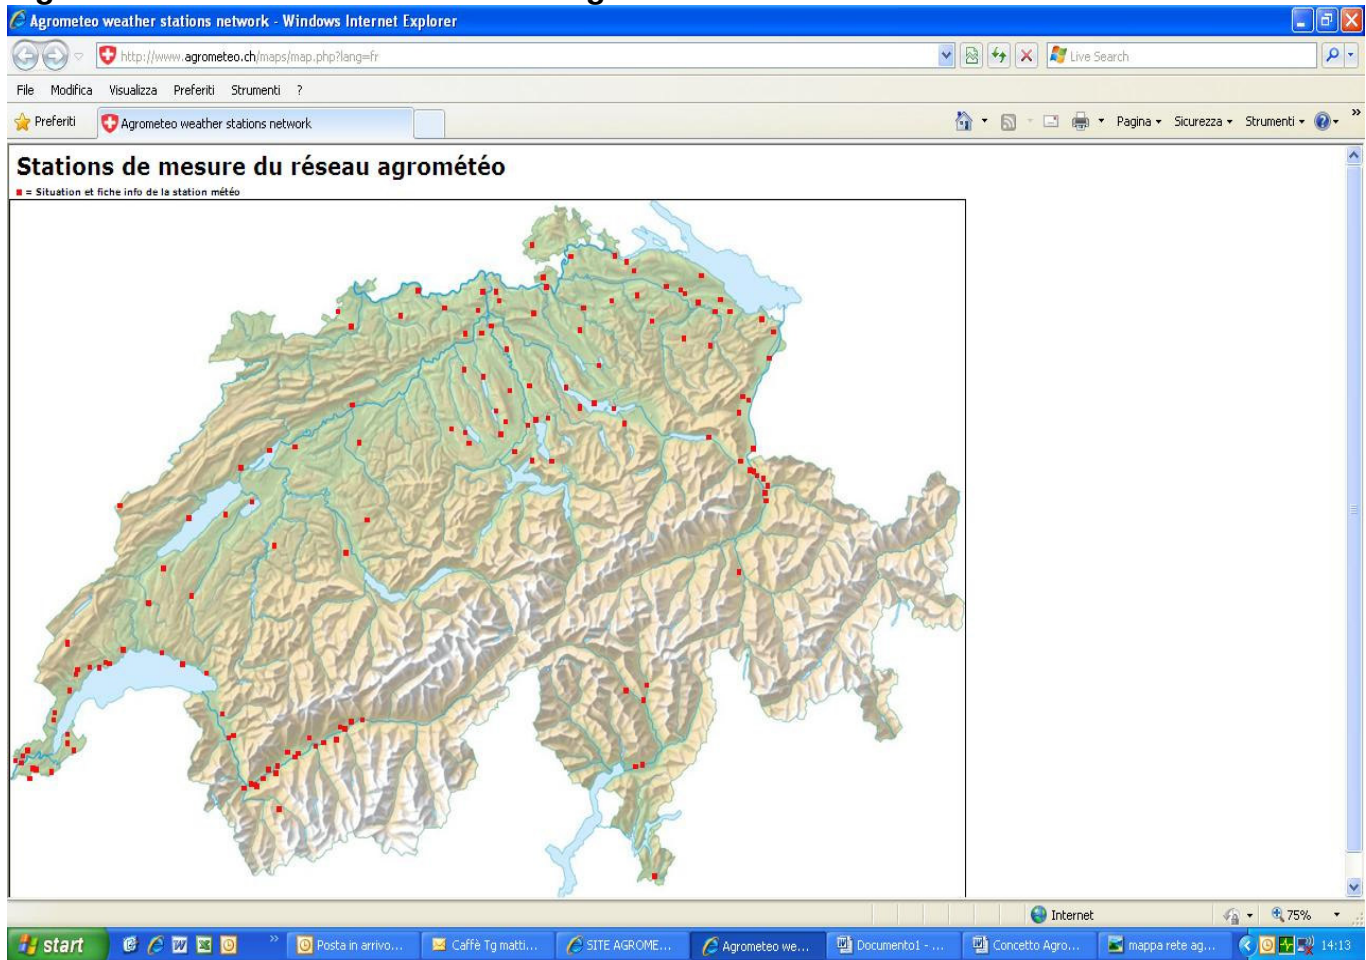 Agrometeo weather stations network - Windows Internet Explorer
http://www.agrometeo.ch/maps/map.php?lang=fr
Live Search
File Modifica Visualizza Preferiti Strumenti ?
Preferiti
Agrometeo weather stations network
Pagina Sicurezza Strumenti
Stations de mesure du réseau agrométéo
= Situation et fiche info de la station météo
Internet
75%
start
Posta in arrivo...
Caffè Tg matti...
SITE AGROME...
Agrometeo we...
Documento1 - ...
Concetto Agro...
mappa rete ag...
14:13